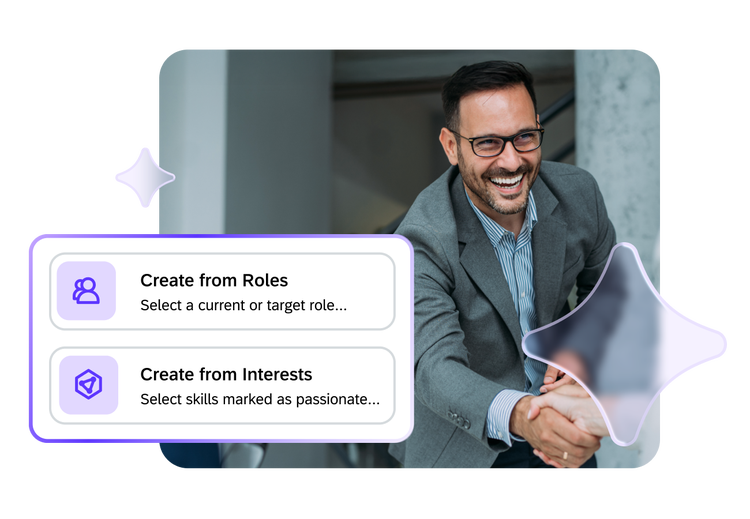 Create from Roles
Select a current or target role...
Create from Interests
Select skills marked as passionate...